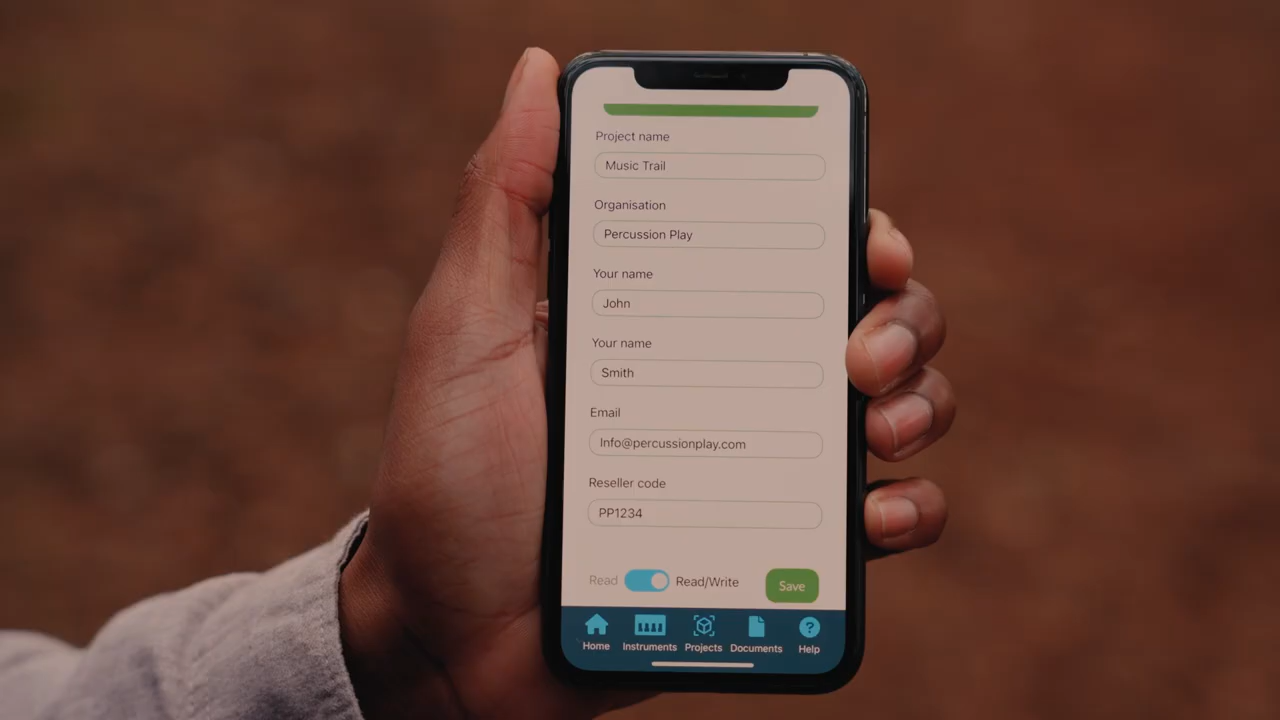 Project name
Music Trail
Organisation
Percussion Play
Your name
John
Your name
Smith
Email
Info@percussionplay.com
Reseller code
PP1234
Read Read/Write Save
Home Instruments Projects Documents Help